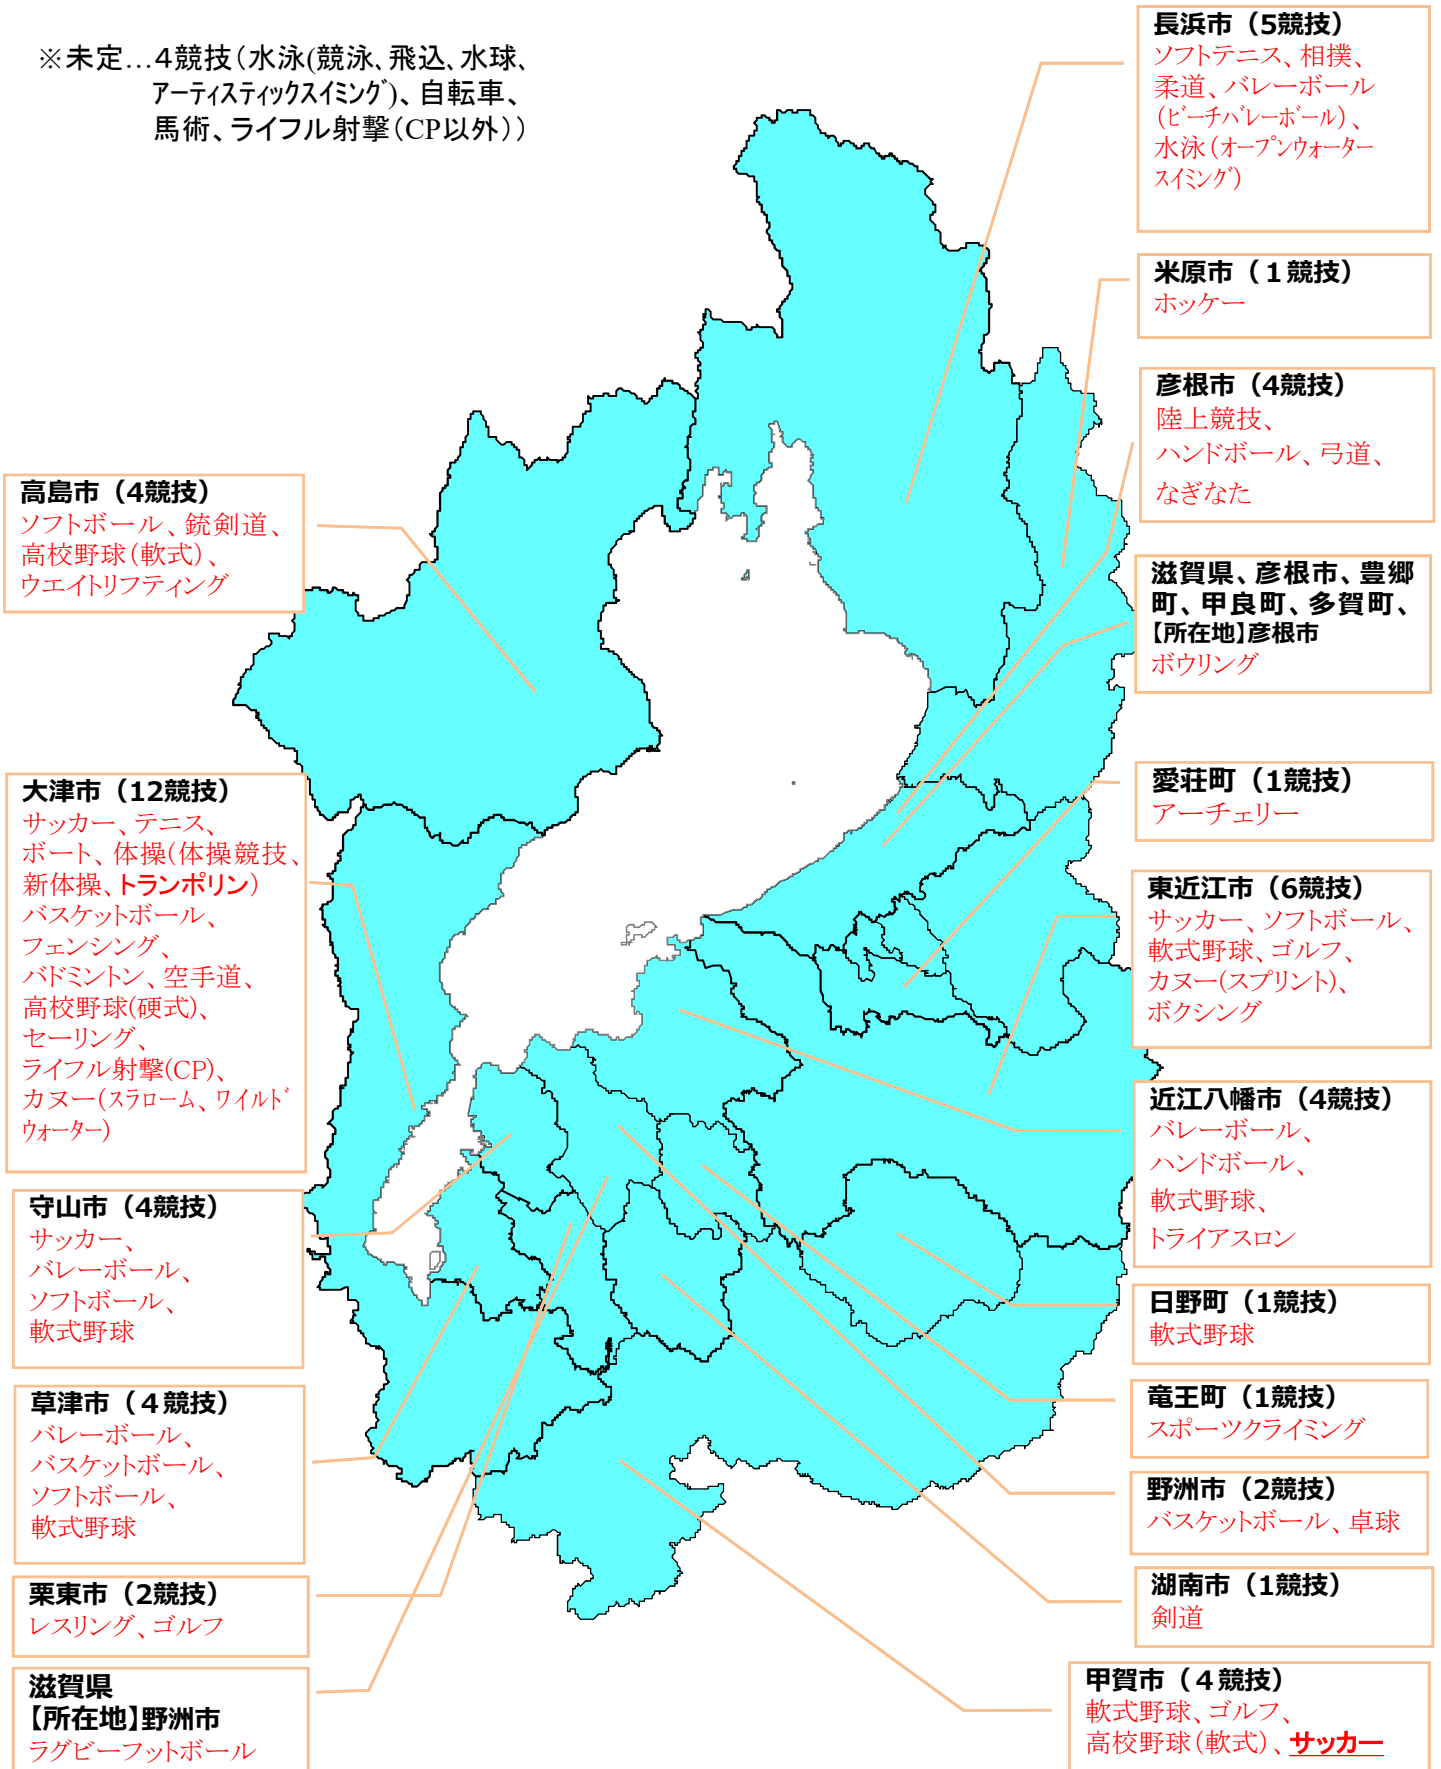 ※未定…４競技（水泳(競泳、飛込、水球、
アーティスティックスイミング)、自転車、
馬術、ライフル射撃（CP以外））
長浜市（5競技）
ソフトテニス、相撲、
柔道、バレーボール
（ビーチバレーボール）、
水泳（オープンウォーター
スイミング）
米原市（１競技）
ホッケー
彦根市（4競技）
陸上競技、
ハンドボール、弓道、
なぎなた
滋賀県、彦根市、豊郷
町、甲良町、多賀町、
【所在地】彦根市
ボウリング
愛荘町（1競技）
アーチェリー
東近江市（6競技）
サッカー、ソフトボール、
軟式野球、ゴルフ、
カヌー(スプリント)、
ボクシング
近江八幡市（4競技）
バレーボール、
ハンドボール、
軟式野球、
トライアスロン
日野町（1競技）
軟式野球
竜王町（1競技）
スポーツクライミング
野洲市（2競技）
バスケットボール、卓球
湖南市（1競技）
剣道
甲賀市（４競技）
軟式野球、ゴルフ、
高校野球（軟式）、サッカー
高島市（4競技）
ソフトボール、銃剣道、
高校野球（軟式）、
ウエイトリフティング
大津市（12競技）
サッカー、テニス、
ボート、体操(体操競技、
新体操、トランポリン）
バスケットボール、
フェンシング、
バドミントン、空手道、
高校野球(硬式)、
セーリング、
ライフル射撃(CP)、
カヌー(スラローム、ワイルド
ウォーター)
守山市（4競技）
サッカー、
バレーボール、
ソフトボール、
軟式野球
草津市（４競技）
バレーボール、
バスケットボール、
ソフトボール、
軟式野球
栗東市（2競技）
レスリング、ゴルフ
滋賀県
【所在地】野洲市
ラグビーフットボール